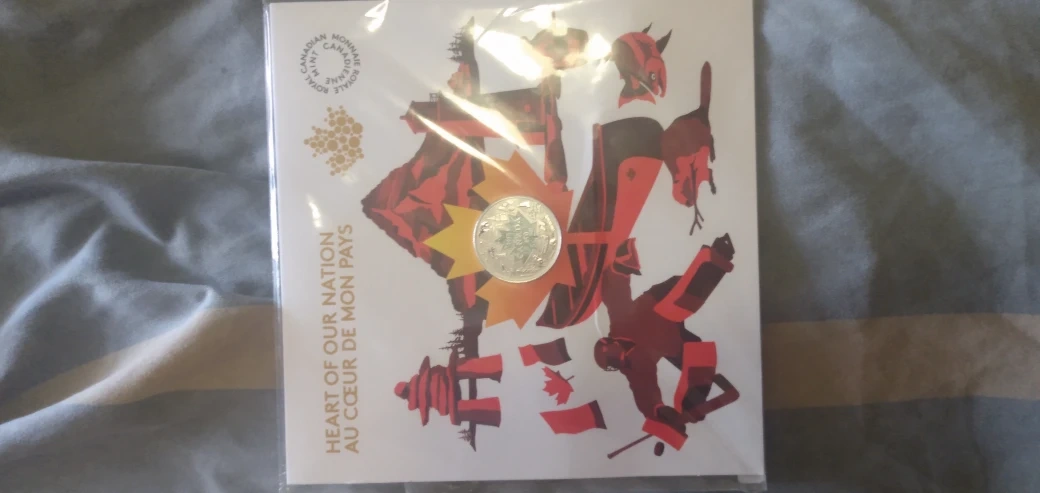 ROYAL CANADIAN MINT
MONNAIE ROYALE CANADIENNE
HEART OF OUR NATION
AU CŒUR DE MON PAYS